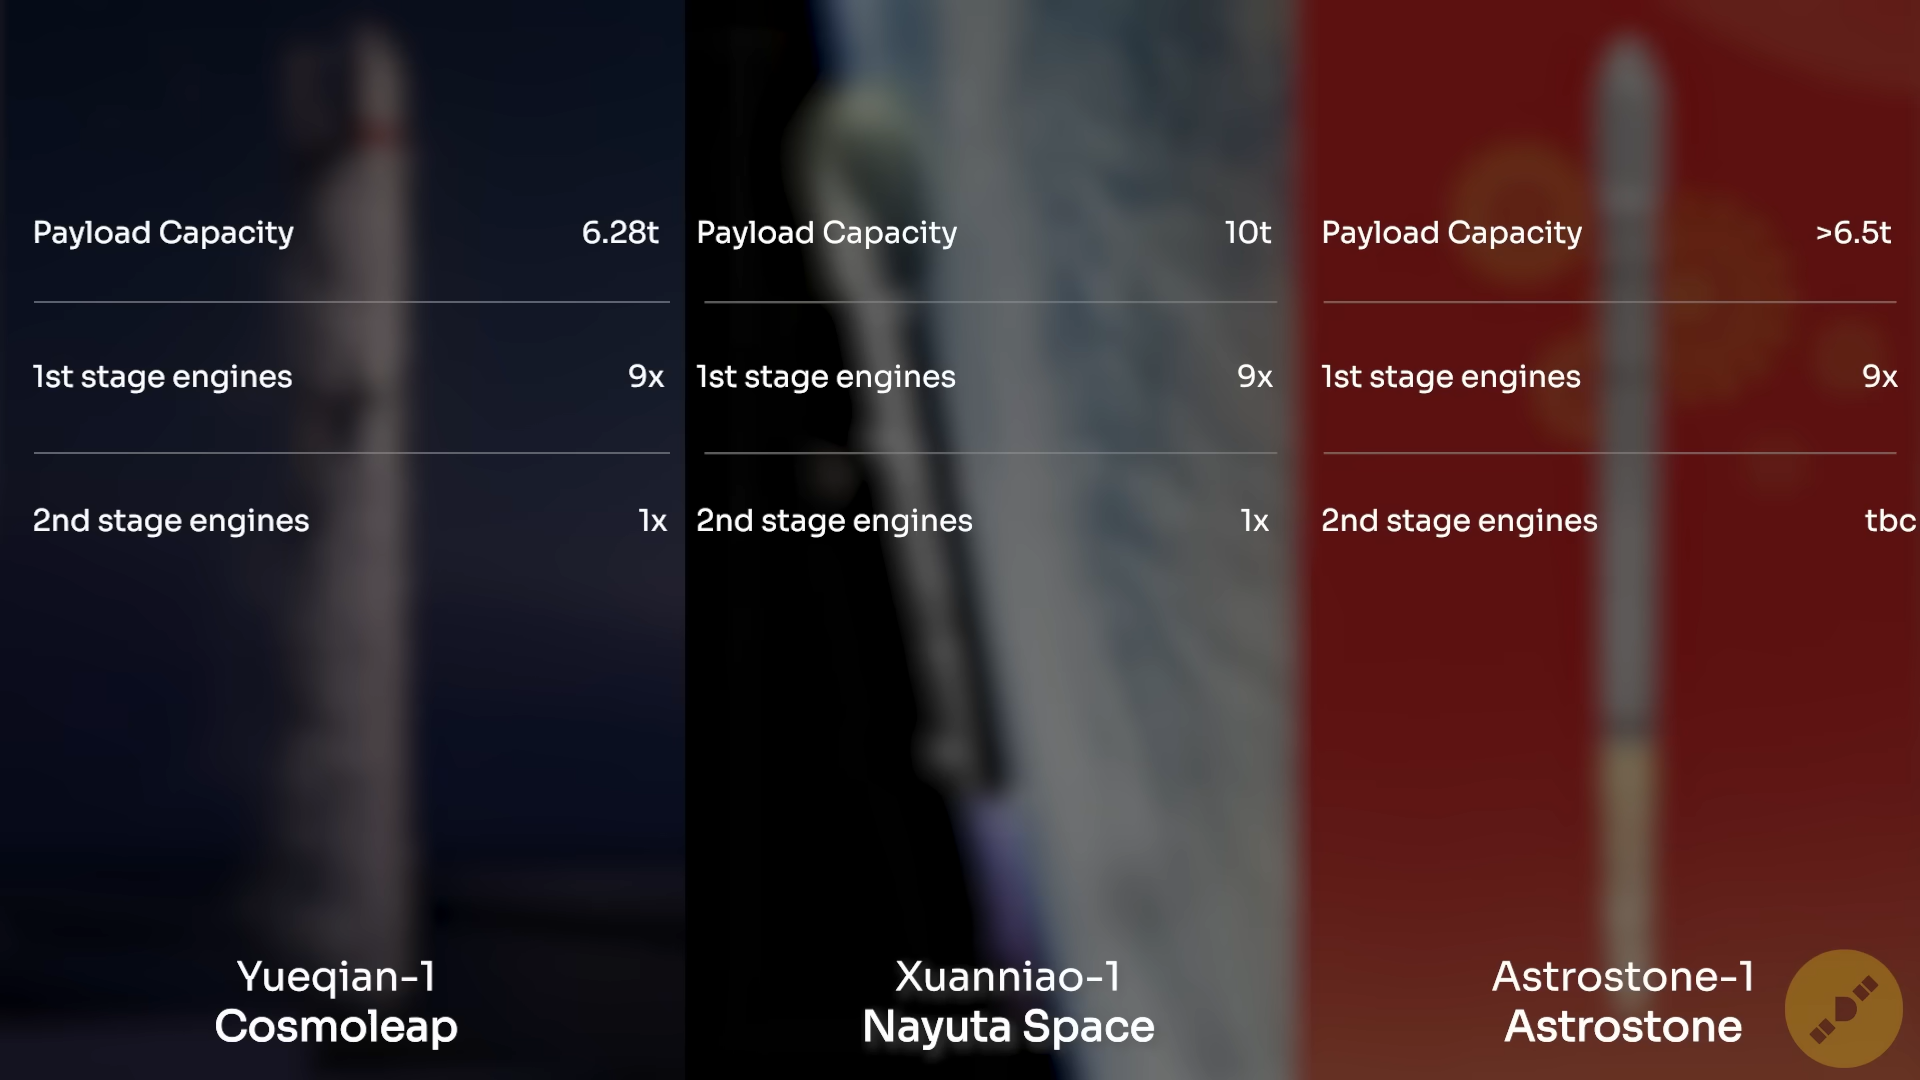 Payload Capacity 6.28t
1st stage engines 9x
2nd stage engines 1x
Yueqian-1
Cosmoleap
Payload Capacity 10t
1st stage engines 9x
2nd stage engines 1x
Xuanniao-1
Nayuta Space
Payload Capacity >6.5t
1st stage engines 9x
2nd stage engines tbc
Astrostone-1
Astrostone